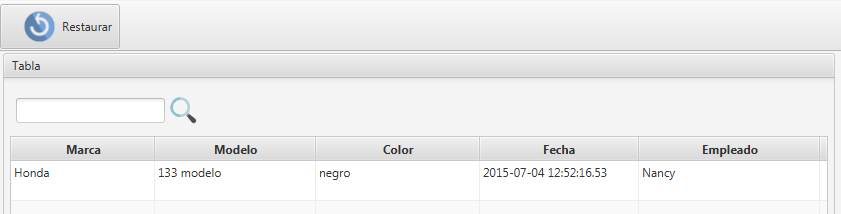 Restaurar
Tabla
Marca Modelo Color Fecha Empleado
Honda 133 modelo negro 2015-07-04 12:52:16.53 Nancy